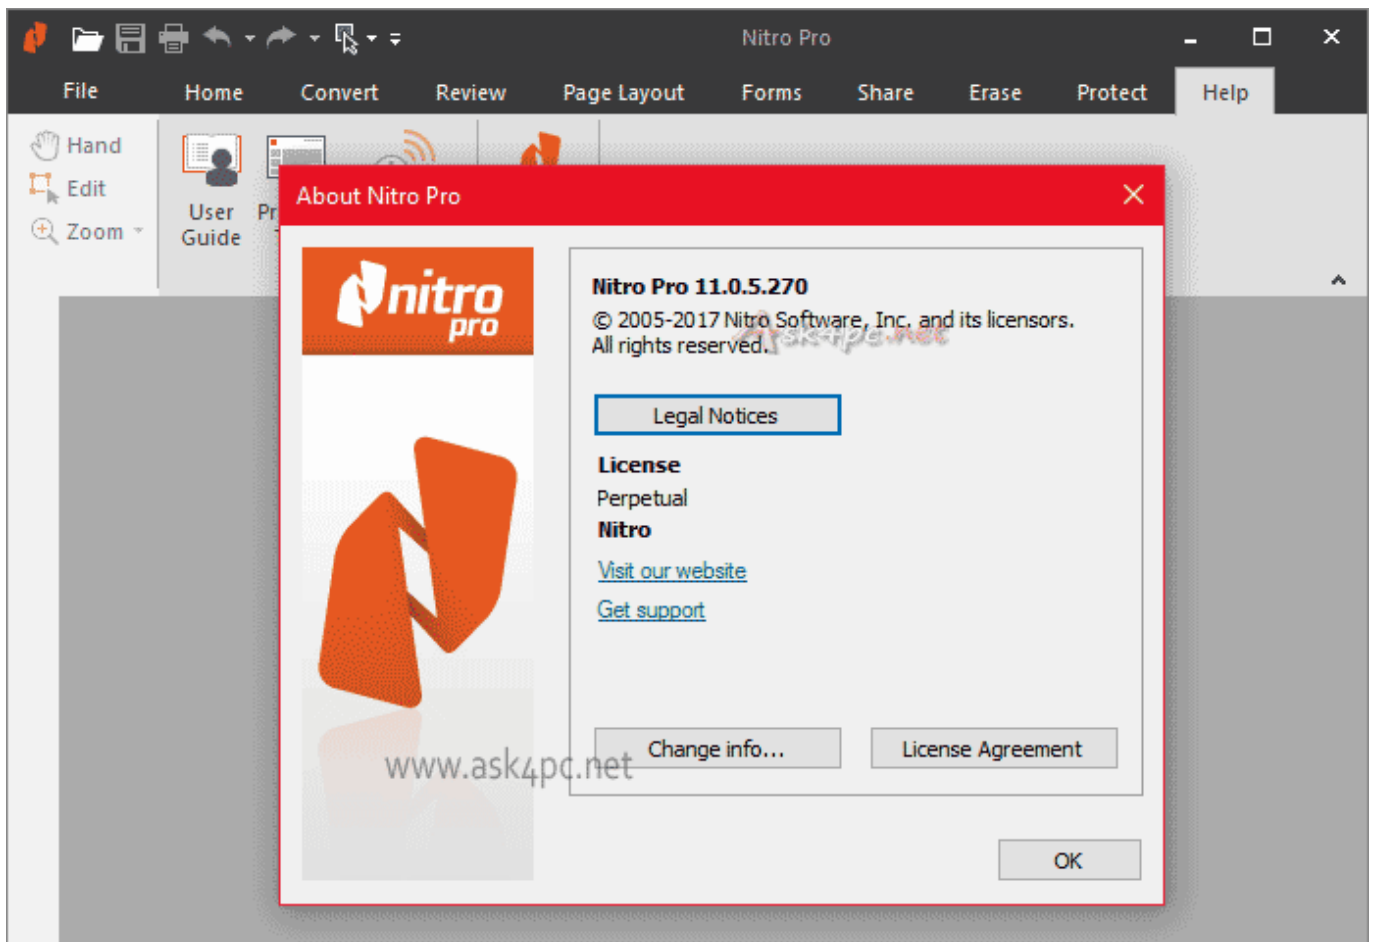 Nitro Pro
File Home Convert Review Page Layout Forms Share Erase Protect Help
Hand
Edit
Zoom
User
Guide
Pr
About Nitro Pro
nitro
pro
Nitro Pro 11.0.5.270
© 2005-2017 Nitro Software, Inc. and its licensors.
All rights reserved.
Ask4pc.net
Legal Notices
License
Perpetual
Nitro
Visit our website
Get support
Change info...
License Agreement
www.ask4pc.net
OK